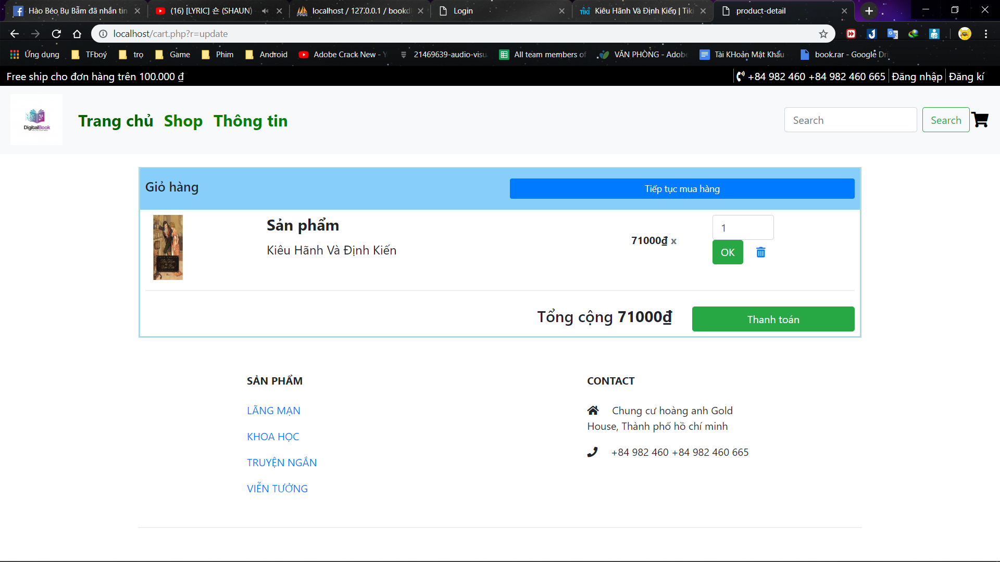 Hào Béo Bụ Bẫm đã nhắn tin
(16) [LYRIC] 숀 (SHAUN)
localhost / 127.0.0.1 / bookdb
Login
Kiêu Hãnh Và Định Kiến | Tiki
product-detail
localhost/cart.php?r=update
Ứng dụng
TFboý
trọ
Game
Phim
Android
Adobe Crack New - Y
21469639-audio-visu
All team members of
VĂN PHÒNG - Adobe
Tài KHoản Mật Khẩu
book.rar - Google Dri
Free ship cho đơn hàng trên 100.000 ₫
+84 982 460 +84 982 460 665
Đăng nhập
Đăng kí
DigitalBook
Trang chủ
Shop
Thông tin
Search
Search
Giỏ hàng
Tiếp tục mua hàng
Sản phẩm
Kiêu Hãnh Và Định Kiến
71000₫ x
1
OK
Tổng cộng 71000₫
Thanh toán
SẢN PHẨM
LÃNG MẠN
KHOA HỌC
TRUYỆN NGẮN
VIỄN TƯỞNG
CONTACT
Chung cư hoàng anh Gold
House, Thành phố hồ chí minh
+84 982 460 +84 982 460 665